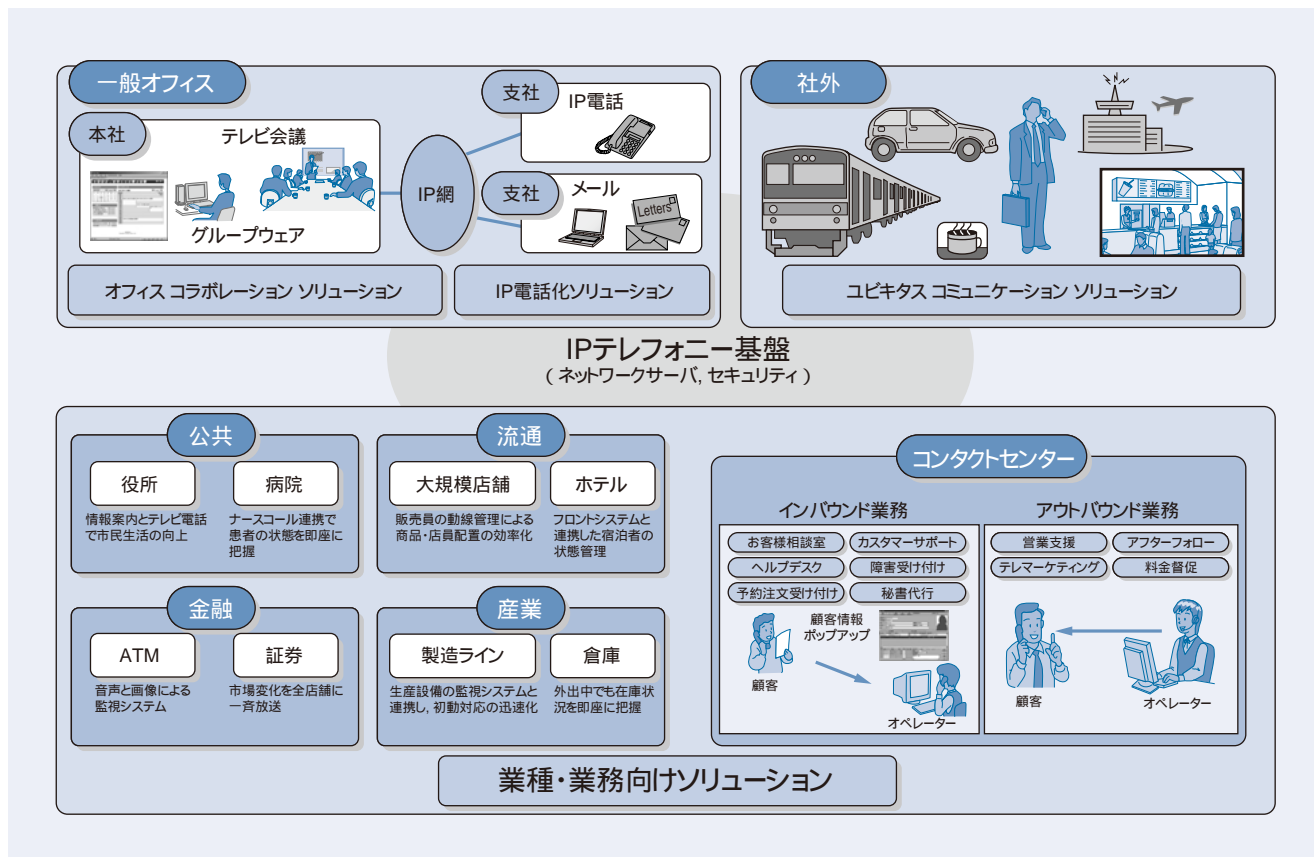 一般オフィス
本社
テレビ会議
グループウェア
IP網
支社
IP電話
支社
メール
Letters
オフィス コラボレーション ソリューション
IP電話化ソリューション
社外
ユビキタス コミュニケーション ソリューション
IPテレフォニー基盤
（ネットワークサーバ, セキュリティ）
公共
役所
情報案内とテレビ電話
で市民生活の向上
病院
ナースコール連携で
患者の状態を即座に
把握
流通
大規模店舗
販売員の動線管理による
商品・店員配置の効率化
ホテル
フロントシステムと
連携した宿泊者の
状態管理
金融
ATM
音声と画像による
監視システム
証券
市場変化を全店舗に
一斉放送
産業
製造ライン
生産設備の監視システムと
連携し, 初動対応の迅速化
倉庫
外出中でも在庫状
況を即座に把握
コンタクトセンター
インバウンド業務
お客様相談室
カスタマーサポート
ヘルプデスク
障害受け付け
予約注文受け付け
秘書代行
顧客情報
ポップアップ
顧客
オペレーター
アウトバウンド業務
営業支援
アフターフォロー
テレマーケティング
料金督促
顧客
オペレーター
業種・業務向けソリューション